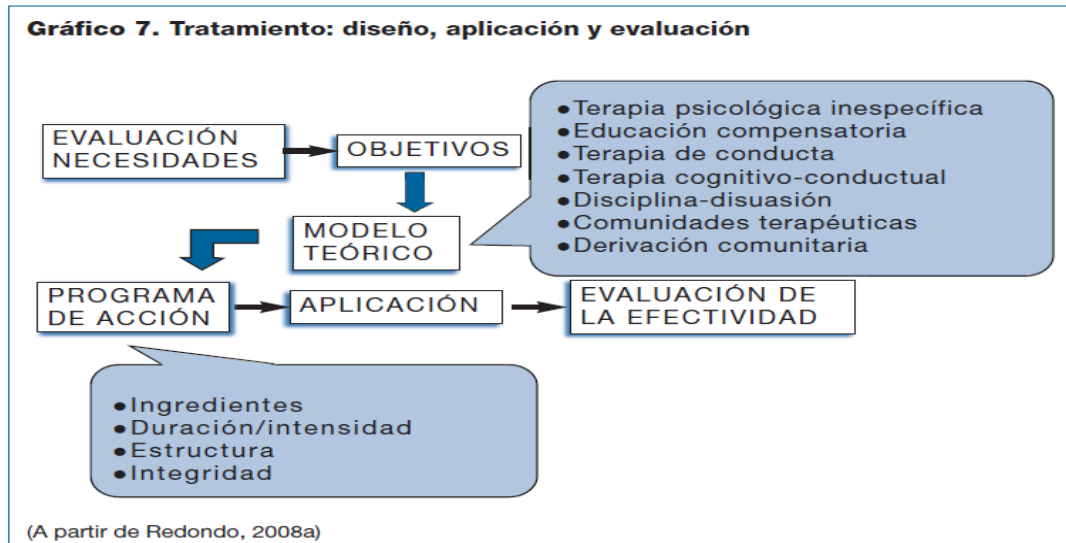 Gráfico 7. Tratamiento: diseño, aplicación y evaluación
EVALUACIÓN
NECESIDADES
OBJETIVOS
●Terapia psicológica inespecífica
●Educación compensatoria
●Terapia de conducta
●Terapia cognitivo-conductual
●Disciplina-disuasión
●Comunidades terapéuticas
●Derivación comunitaria
MODELO
TEÓRICO
PROGRAMA
DE ACCIÓN
APLICACIÓN
EVALUACIÓN DE
LA EFECTIVIDAD
●Ingredientes
●Duración/intensidad
●Estructura
●Integridad
(A partir de Redondo, 2008a)